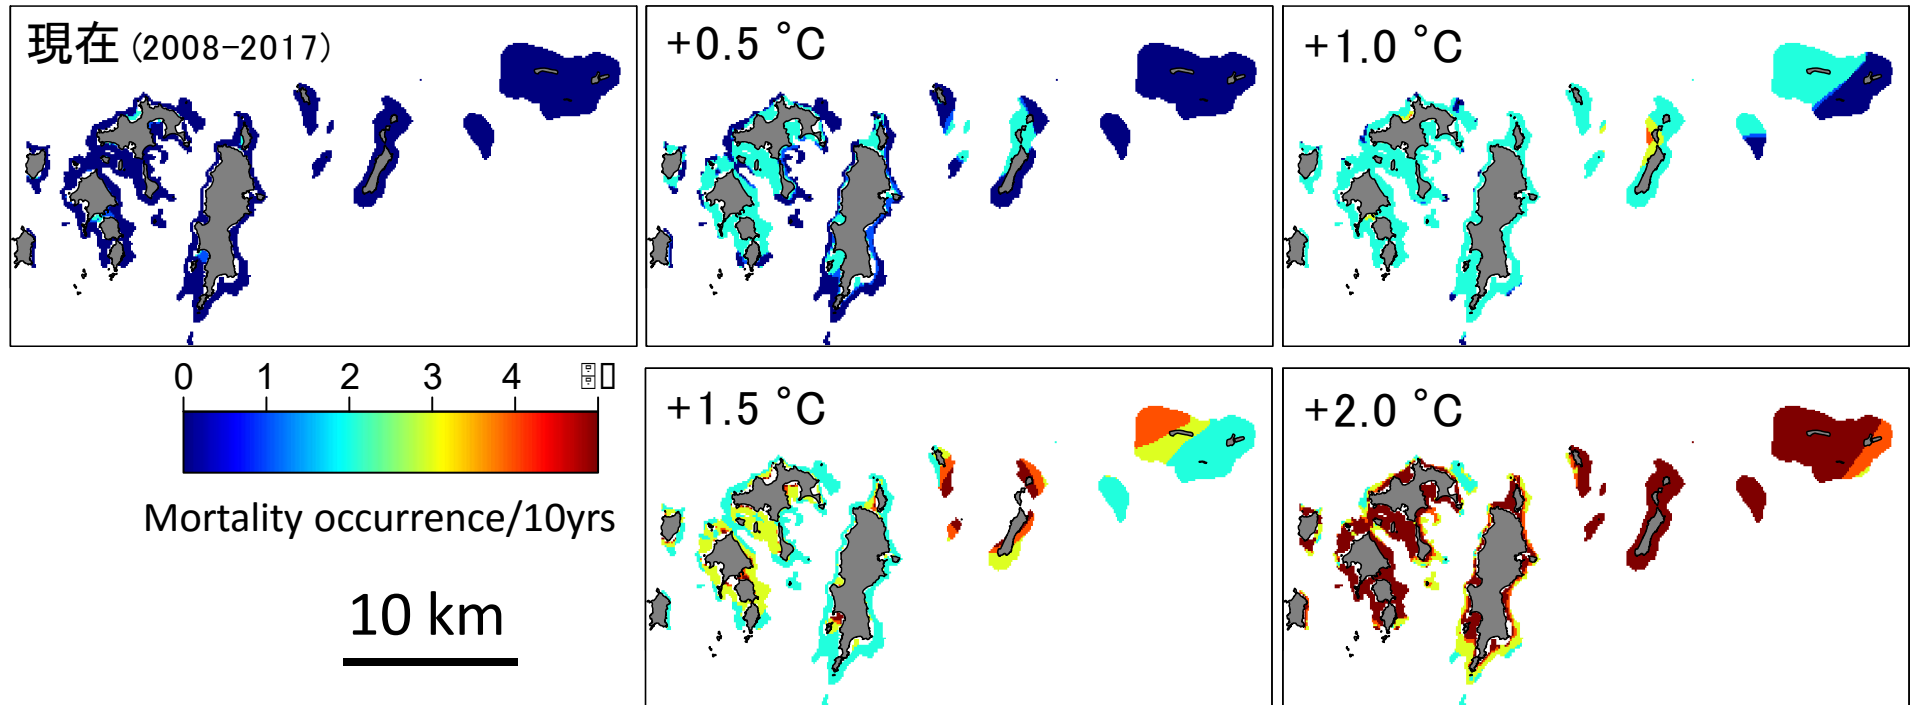 現在 (2008-2017)
+0.5 °C
+1.0 °C
0 1 2 3 4
Mortality occurrence/10yrs
10 km
+1.5 °C
+2.0 °C